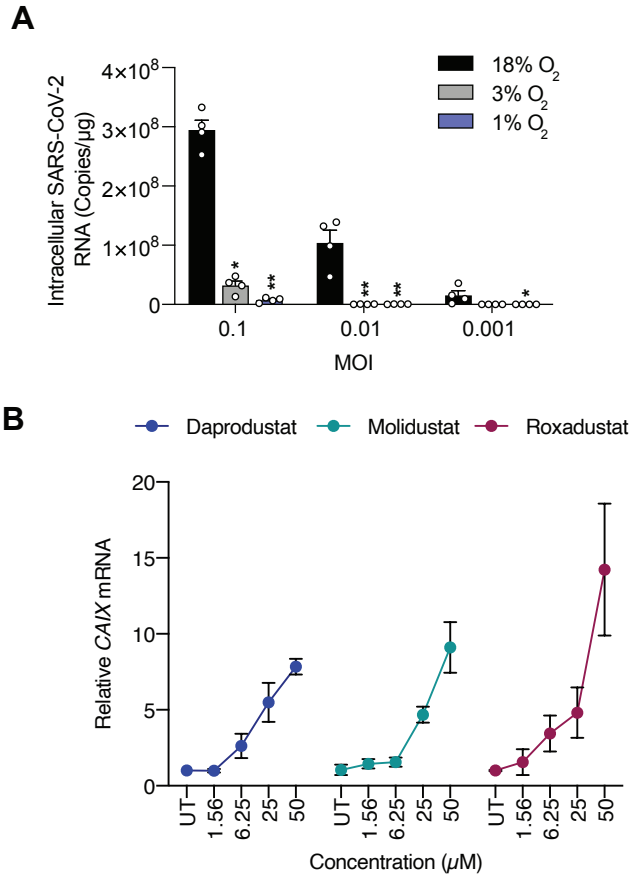 A
18% O2
3% O2
1% O2
Intracellular SARS-CoV-2
RNA (Copies/µg)
4×10⁸
3×10⁸
2×10⁸
1×10⁸
0
*
**
**
**
*
0.1
0.01
0.001
MOI
B
Daprodustat
Molidustat
Roxadustat
Relative CAIX mRNA
20
15
10
5
0
UT
1.56
6.25
25
50
UT
1.56
6.25
25
50
UT
1.56
6.25
25
50
Concentration (µM)